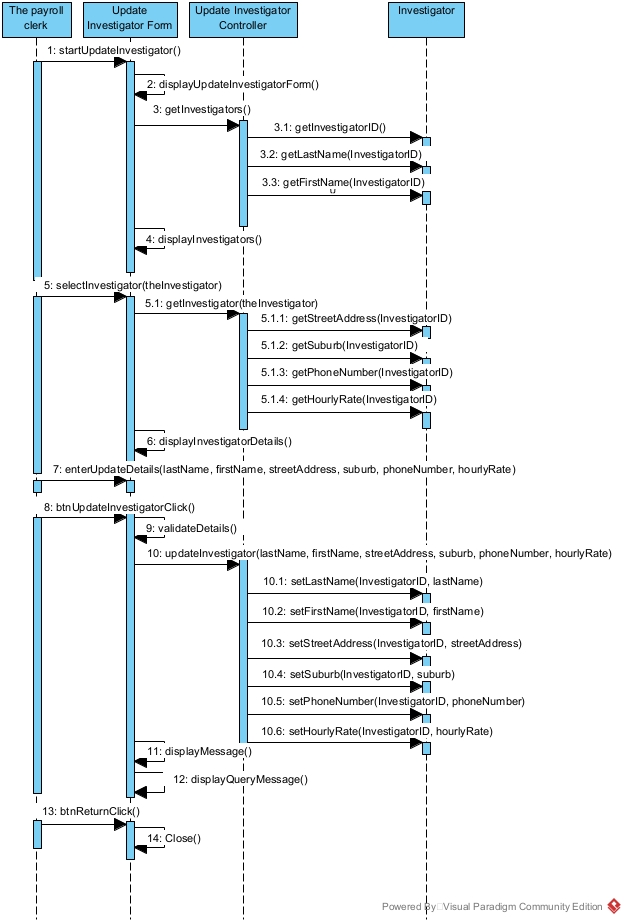 The payroll
clerk
Update
Investigator Form
Update Investigator
Controller
Investigator
1: startUpdateInvestigator()
2: displayUpdateInvestigatorForm()
3: getInvestigators()
3.1: getInvestigatorID()
3.2: getLastName(InvestigatorID)
3.3: getFirstName(InvestigatorID)
4: displayInvestigators()
5: selectInvestigator(theInvestigator)
5.1: getInvestigator(theInvestigator)
5.1.1: getStreetAddress(InvestigatorID)
5.1.2: getSuburb(InvestigatorID)
5.1.3: getPhoneNumber(InvestigatorID)
5.1.4: getHourlyRate(InvestigatorID)
6: displayInvestigatorDetails()
7: enterUpdateDetails(lastName, firstName, streetAddress, suburb, phoneNumber, hourlyRate)
8: btnUpdateInvestigatorClick()
9: validateDetails()
10: updateInvestigator(lastName, firstName, streetAddress, suburb, phoneNumber, hourlyRate)
10.1: setLastName(InvestigatorID, lastName)
10.2: setFirstName(InvestigatorID, firstName)
10.3: setStreetAddress(InvestigatorID, streetAddress)
10.4: setSuburb(InvestigatorID, suburb)
10.5: setPhoneNumber(InvestigatorID, phoneNumber)
10.6: setHourlyRate(InvestigatorID, hourlyRate)
11: displayMessage()
12: displayQueryMessage()
13: btnReturnClick()
14: Close()
Powered By Visual Paradigm Community Edition